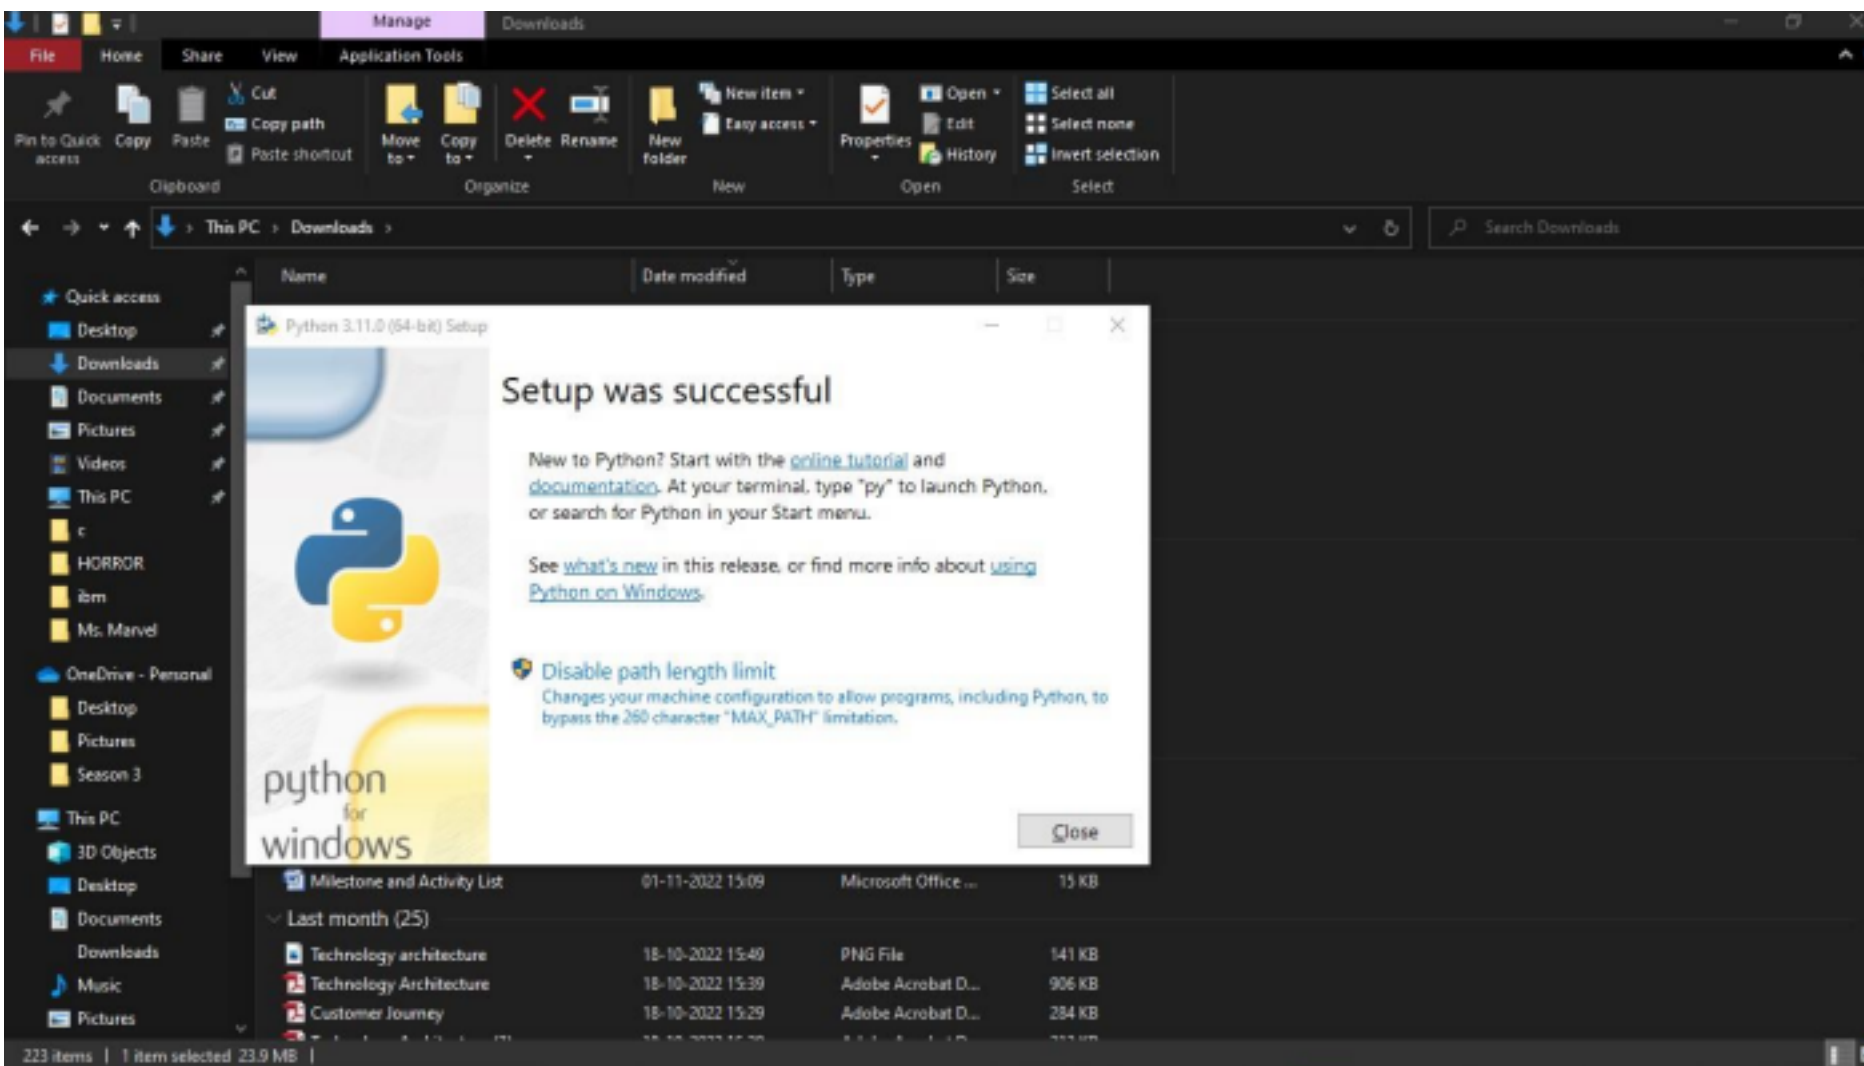 Manage Downloads
File Home Share View Application Tools
Pin to Quick access
Copy
Paste
Cut
Copy path
Paste shortcut
Move to
Copy to
Delete
Rename
New folder
New item
Easy access
Properties
Open
Edit
History
Select all
Select none
Invert selection
Clipboard Organize New Open Select
This PC > Downloads >
Search Downloads
Name Date modified Type Size
Quick access
Desktop
Downloads
Documents
Pictures
Videos
This PC
c
HORROR
ibm
Ms. Marvel
OneDrive - Personal
Desktop
Pictures
Season 3
This PC
3D Objects
Desktop
Documents
Downloads
Music
Pictures
Python 3.11.0 (64-bit) Setup
Setup was successful
New to Python? Start with the online tutorial and
documentation. At your terminal, type "py" to launch Python,
or search for Python in your Start menu.
See what's new in this release, or find more info about using
Python on Windows.
Disable path length limit
Changes your machine configuration to allow programs, including Python, to
bypass the 260 character "MAX_PATH" limitation.
python
for
windows
Close
Milestone and Activity List 01-11-2022 15:09 Microsoft Office ... 15 KB
Last month (25)
Technology architecture 18-10-2022 15:49 PNG File 141 KB
Technology Architecture 18-10-2022 15:39 Adobe Acrobat D... 906 KB
Customer Journey 18-10-2022 15:29 Adobe Acrobat D... 284 KB
223 items | 1 item selected 23.9 MB |